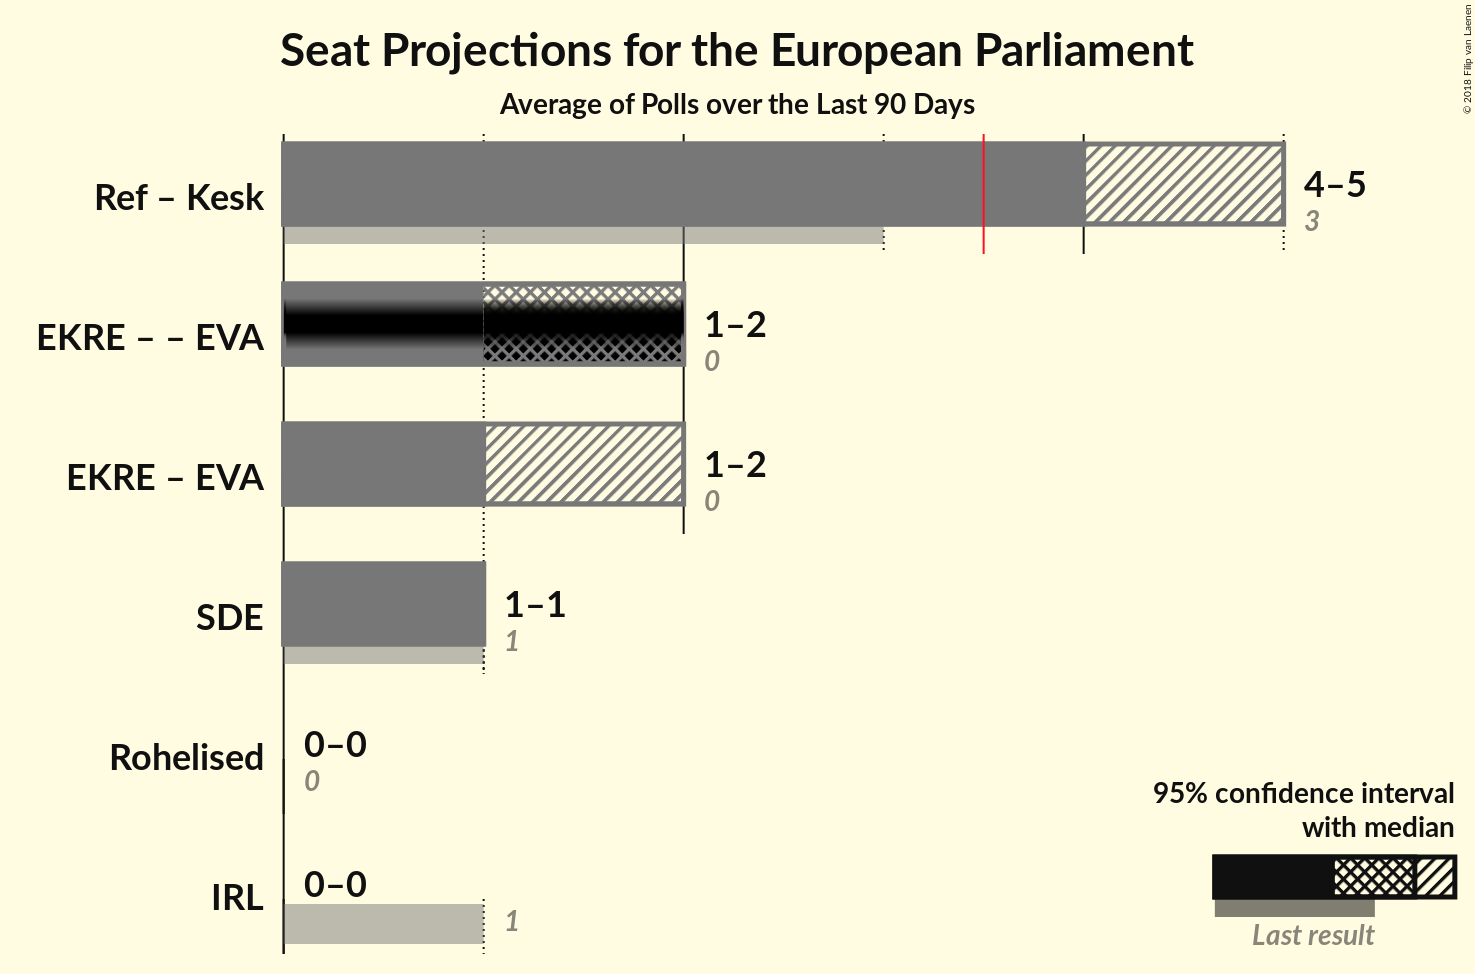 Seat Projections for the European Parliament
Average of Polls over the Last 90 Days
© 2018 Filip van Laenen
Ref – Kesk
4–5
3
EKRE – – EVA
1–2
0
EKRE – EVA
1–2
0
SDE
1–1
1
Rohelised
0–0
0
IRL
0–0
1
95% confidence interval
with median
Last result